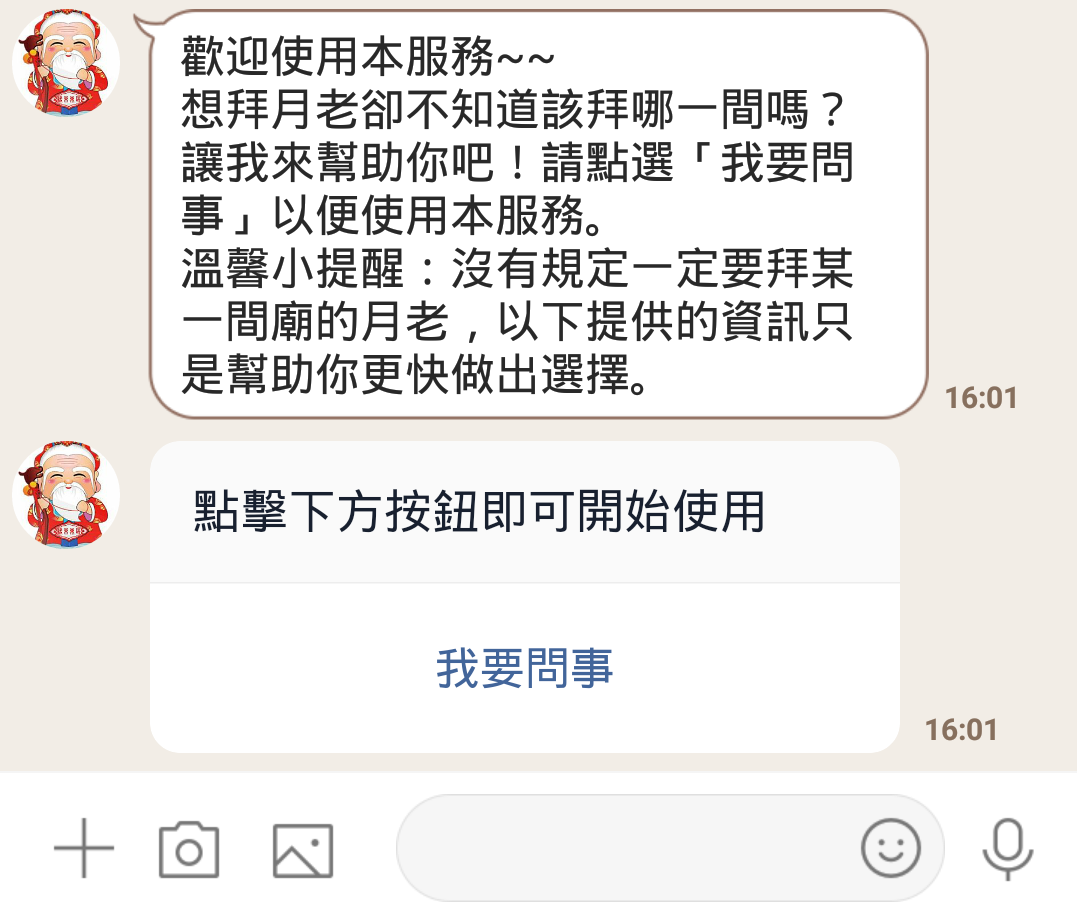 歡迎使用本服務~~
想拜月老卻不知道該拜哪一間嗎？
讓我來幫助你吧！請點選「我要問
事」以便使用本服務。
溫馨小提醒：沒有規定一定要拜某
一間廟的月老，以下提供的資訊只
是幫助你更快做出選擇。
16:01
點擊下方按鈕即可開始使用
我要問事
16:01